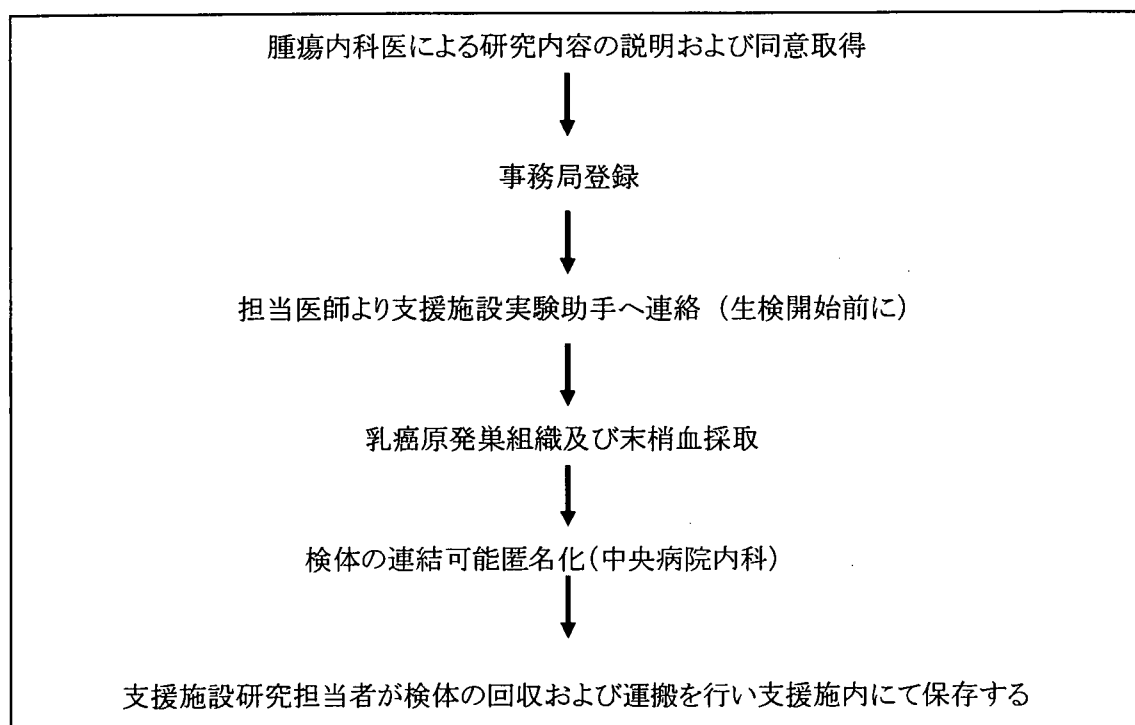 腫瘍内科医による研究内容の説明および同意取得
事務局登録
担当医師より支援施設実験助手へ連絡 (生検開始前に)
乳癌原発巣組織及び末梢血採取
検体の連結可能匿名化(中央病院内科)
支援施設研究担当者が検体の回収および運搬を行い支援施内にて保存する